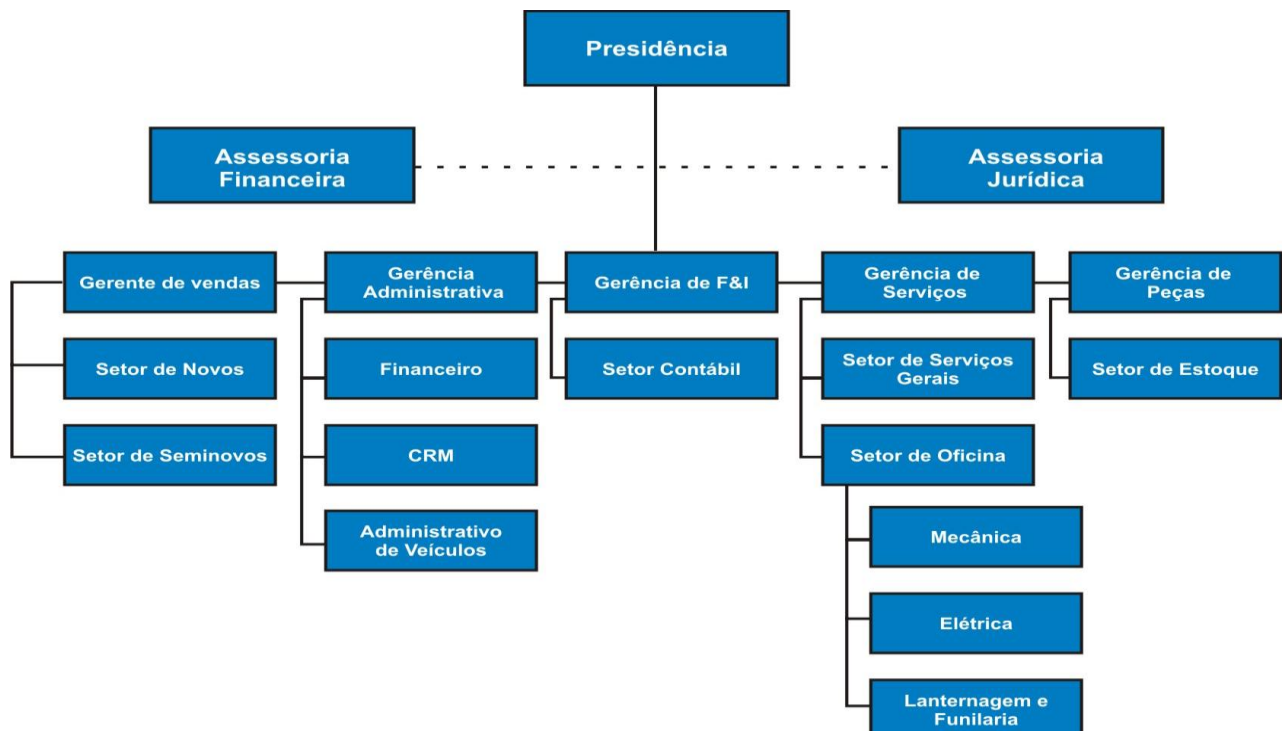 Presidência
Assessoria
Financeira
Assessoria
Jurídica
Gerente de vendas
Gerência
Administrativa
Gerência de F&I
Gerência de
Serviços
Gerência de
Peças
Setor de Novos
Financeiro
Setor Contábil
Setor de Serviços
Gerais
Setor de Estoque
Setor de Seminovos
CRM
Setor de Oficina
Administrativo
de Veículos
Mecânica
Elétrica
Lanternagem e
Funilaria